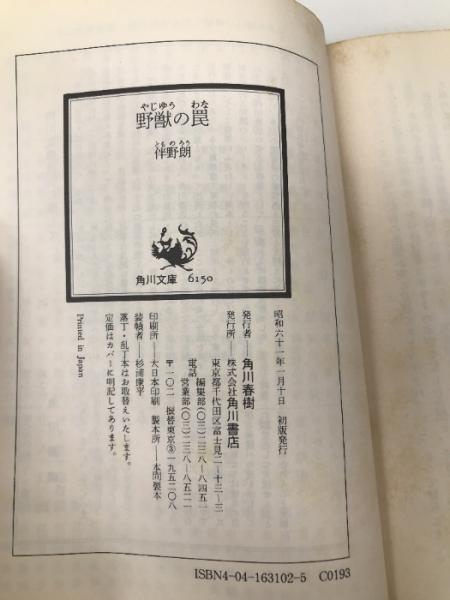 やじゆう わな
野獣の罠
とものろう
伴野朗
角川文庫 6150
昭和六十一年一月十日 初版発行
発行者――角川春樹
発行所――株式会社角川書店
東京都千代田区富士見二―十三―三
電話 編集部(〇三)二三八―八四五一
営業部(〇三)二三八―八五二一
〒一〇二 振替東京③一九五二〇八
印刷所――大日本印刷 製本所――本間製本
装幀者――杉浦康平
落丁・乱丁本はお取替えいたします。
定価はカバーに明記してあります。
Printed in Japan
ISBN4-04-163102-5 C0193